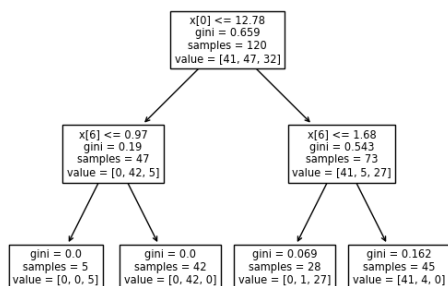 x[0] <= 12.78
gini = 0.659
samples = 120
value = [41, 47, 32]
x[6] <= 0.97
gini = 0.19
samples = 47
value = [0, 42, 5]
x[6] <= 1.68
gini = 0.543
samples = 73
value = [41, 5, 27]
gini = 0.0
samples = 5
value = [0, 0, 5]
gini = 0.0
samples = 42
value = [0, 42, 0]
gini = 0.069
samples = 28
value = [0, 1, 27]
gini = 0.162
samples = 45
value = [41, 4, 0]